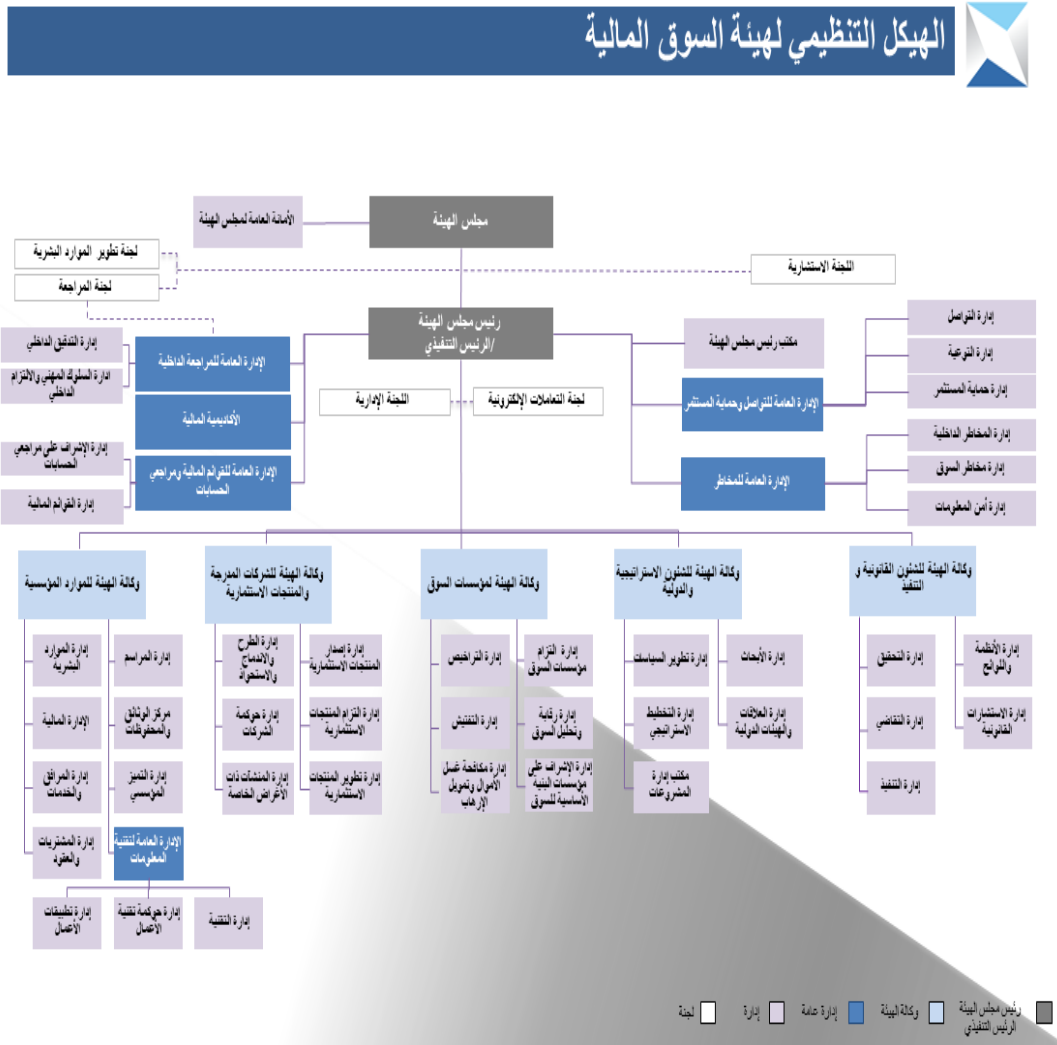 الهيكل التنظيمي لهيئة السوق المالية
مجلس الهيئة
الأمانة العامة لمجلس الهيئة
لجنة تطوير الموارد البشرية
لجنة المراجعة
اللجنة الاستشارية
رئيس مجلس الهيئة
/الرئيس التنفيذي
مكتب رئيس مجلس الهيئة
الإدارة العامة للتواصل وحماية المستثمر
إدارة التواصل
إدارة التوعية
إدارة حماية المستثمر
الإدارة العامة للمخاطر
إدارة المخاطر الداخلية
إدارة مخاطر السوق
إدارة أمن المعلومات
الإدارة العامة للمراجعة الداخلية
إدارة التدقيق الداخلي
ادارة السلوك المهني والالتزام
الداخلي
الأكاديمية المالية
الإدارة العامة للقوائم المالية ومراجعي
الحسابات
إدارة الإشراف على مراجعي
الحسابات
إدارة القوائم المالية
لجنة التعاملات الإلكترونية
اللجنة الإدارية
وكالة الهيئة للشئون القانونية و
التنفيذ
إدارة الأنظمة
واللوائح
إدارة الاستشارات
القانونية
إدارة التحقيق
إدارة التقاضي
إدارة التنفيذ
وكالة الهيئة للشئون الاستراتيجية
والدولية
إدارة الأبحاث
إدارة العلاقات
والهيئات الدولية
إدارة تطوير السياسات
إدارة التخطيط
الاستراتيجي
مكتب إدارة
المشروعات
وكالة الهيئة لمؤسسات السوق
إدارة التزام
مؤسسات السوق
إدارة رقابة
وتحليل السوق
إدارة الإشراف على
مؤسسات البنية
الأساسية للسوق
إدارة التراخيص
إدارة التفتيش
إدارة مكافحة غسل
الأموال وتمويل
الإرهاب
وكالة الهيئة للشركات المدرجة
والمنتجات الاستثمارية
إدارة إصدار
المنتجات الاستثمارية
إدارة التزام المنتجات
الاستثمارية
إدارة تطوير المنتجات
الاستثمارية
إدارة الطرح
والاندماج
والاستحواذ
إدارة حوكمة
الشركات
إدارة المنشآت ذات
الأغراض الخاصة
وكالة الهيئة للموارد المؤسسية
إدارة المراسم
مركز الوثائق
والمحفوظات
إدارة التميز
المؤسسي
الإدارة العامة لتقنية
المعلومات
إدارة الموارد
البشرية
الإدارة المالية
إدارة المرافق
والخدمات
إدارة المشتريات
والعقود
إدارة التقنية
إدارة حوكمة تقنية
الأعمال
إدارة تطبيقات
الأعمال
رئيس مجلس الهيئة
الرئيس التنفيذي
وكالة الهيئة
إدارة عامة
إدارة
لجنة